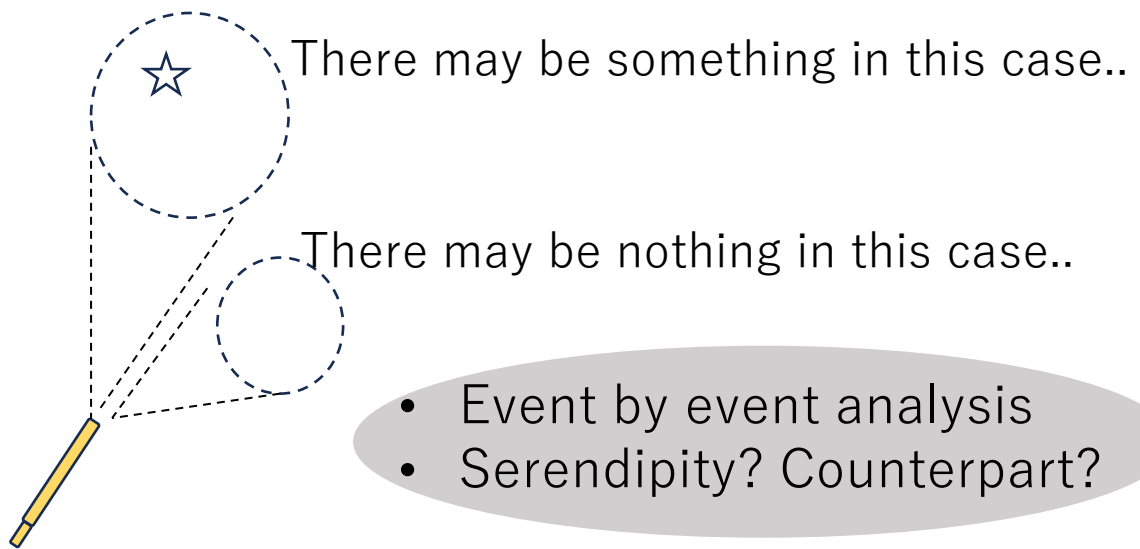 There may be something in this case..
There may be nothing in this case..
• Event by event analysis
• Serendipity? Counterpart?